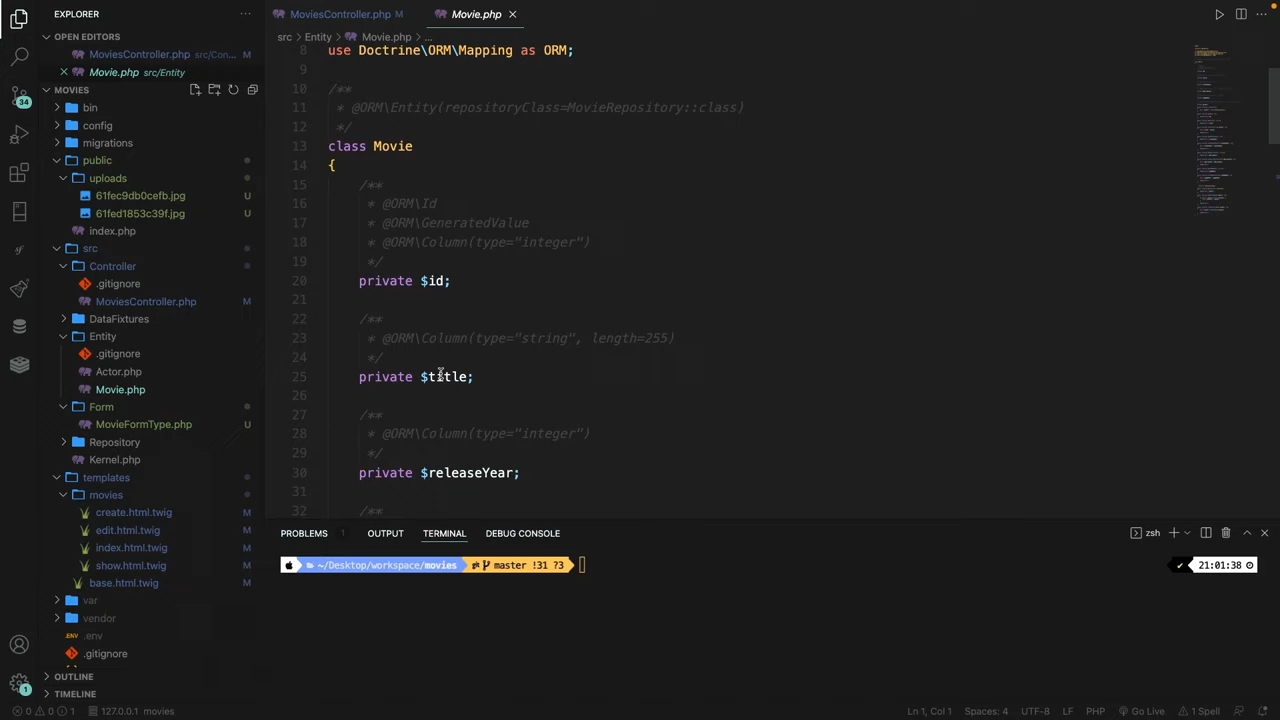 EXPLORER
···
OPEN EDITORS
MoviesController.php src/Con... M
Movie.php src/Entity
MOVIES
bin
config
migrations
public
uploads
61fec9db0cefb.jpg U
61fed1853c39f.jpg U
index.php
src
Controller
.gitignore
MoviesController.php M
DataFixtures
Entity
.gitignore
Actor.php
Movie.php
Form
MovieFormType.php U
Repository
Kernel.php
templates
movies
create.html.twig M
edit.html.twig M
index.html.twig M
show.html.twig M
base.html.twig M
var
vendor
.env
.gitignore
OUTLINE
TIMELINE
34
1
MoviesController.php M
Movie.php
src > Entity > Movie.php > ...
8 use Doctrine\ORM\Mapping as ORM;
9
10 /**
11 * @ORM\Entity(repositoryClass=MovieRepository::class)
12 */
13 class Movie
14 {
15 /**
16 * @ORM\Id
17 * @ORM\GeneratedValue
18 * @ORM\Column(type="integer")
19 */
20 private $id;
21
22 /**
23 * @ORM\Column(type="string", length=255)
24 */
25 private $title;
26
27 /**
28 * @ORM\Column(type="integer")
29 */
30 private $releaseYear;
31
32 /**
PROBLEMS 1 OUTPUT TERMINAL DEBUG CONSOLE
zsh
~/Desktop/workspace/movies master !31 ?3
✔ 21:01:38
0 0 1 127.0.0.1 movies
Ln 1, Col 1 Spaces: 4 UTF-8 LF PHP Go Live 1 Spell